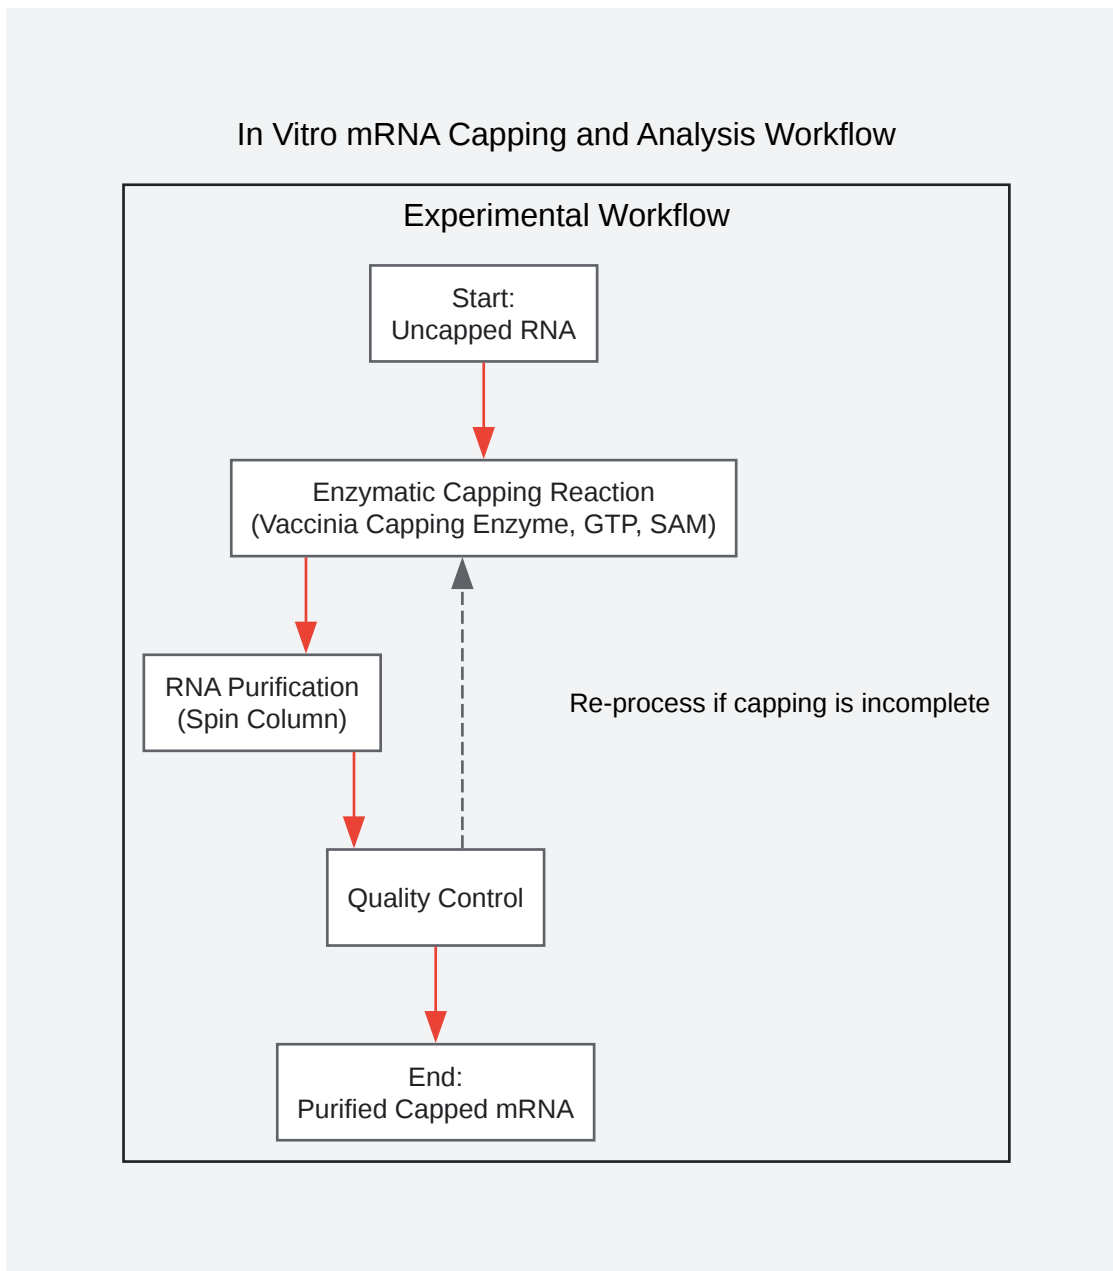 In Vitro mRNA Capping and Analysis Workflow
Experimental Workflow
Start:
Uncapped RNA
Enzymatic Capping Reaction
(Vaccinia Capping Enzyme, GTP, SAM)
RNA Purification
(Spin Column)
Re-process if capping is incomplete
Quality Control
End:
Purified Capped mRNA